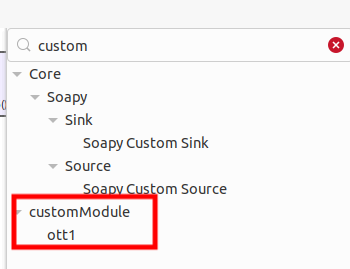 custom
Core
Soapy
Sink
Soapy Custom Sink
Source
Soapy Custom Source
customModule
ott1